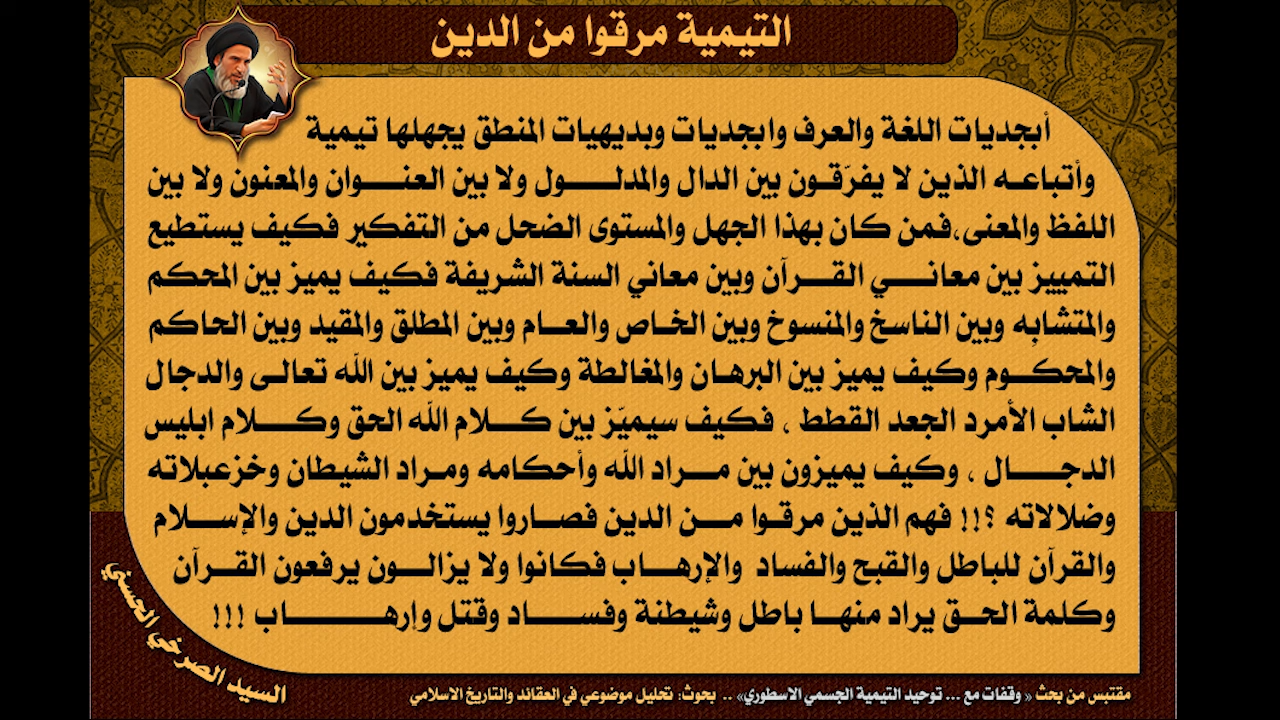 التيمية مرقوا من الدين
أبجديات اللغة والعرف وابجديات وبديهيات المنطق يجهلها تيمية
وأتباعه الذين لا يفرّقون بين الدال والمدلول ولا بين العنوان والمعنون ولا بين
اللفظ والمعنى،فمن كان بهذا الجهل والمستوى الضحل من التفكير فكيف يستطيع
التمييز بين معاني القرآن وبين معاني السنة الشريفة فكيف يميز بين المحكم
والمتشابه وبين الناسخ والمنسوخ وبين الخاص والعام وبين المطلق والمقيد وبين الحاكم
والمحكوم وكيف يميز بين البرهان والمغالطة وكيف يميز بين الله تعالى والدجال
الشاب الأمرد الجعد القطط ، فكيف سيميّز بين كلام الله الحق وكلام ابليس
الدجال ، وكيف يميزون بين مراد الله وأحكامه ومراد الشيطان وخزعبلاته
وضلالاته ؟!! فهم الذين مرقوا من الدين فصاروا يستخدمون الدين والإسلام
والقرآن للباطل والقبح والفساد والإرهاب فكانوا ولا يزالون يرفعون القرآن
وكلمة الحق يراد منها باطل وشيطنة وفساد وقتل وإرهاب !!!
السيد الصرخي الحسني
مقتبس من بحث « وقفات مع ... توحيد التيمية الجسمي الاسطوري» .. بحوث: تحليل موضوعي في العقائد والتاريخ الاسلامي